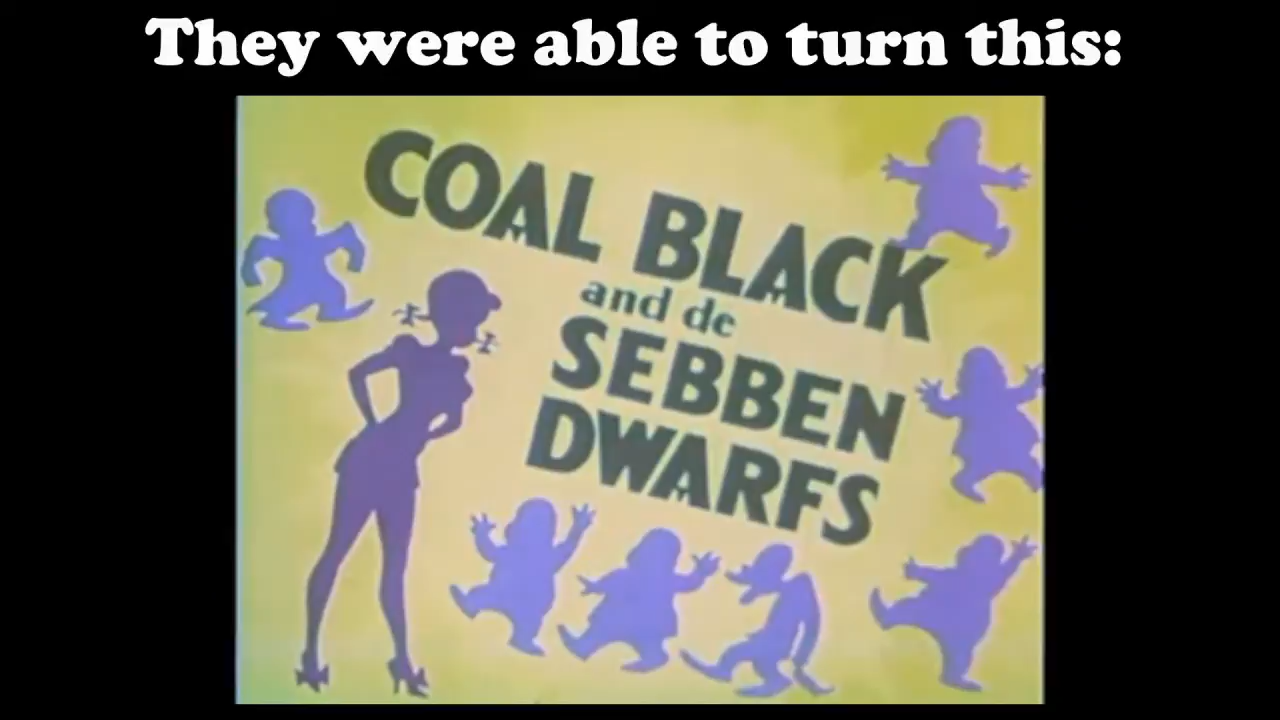 They were able to turn this:
COAL BLACK
and de
SEBBEN
DWARFS